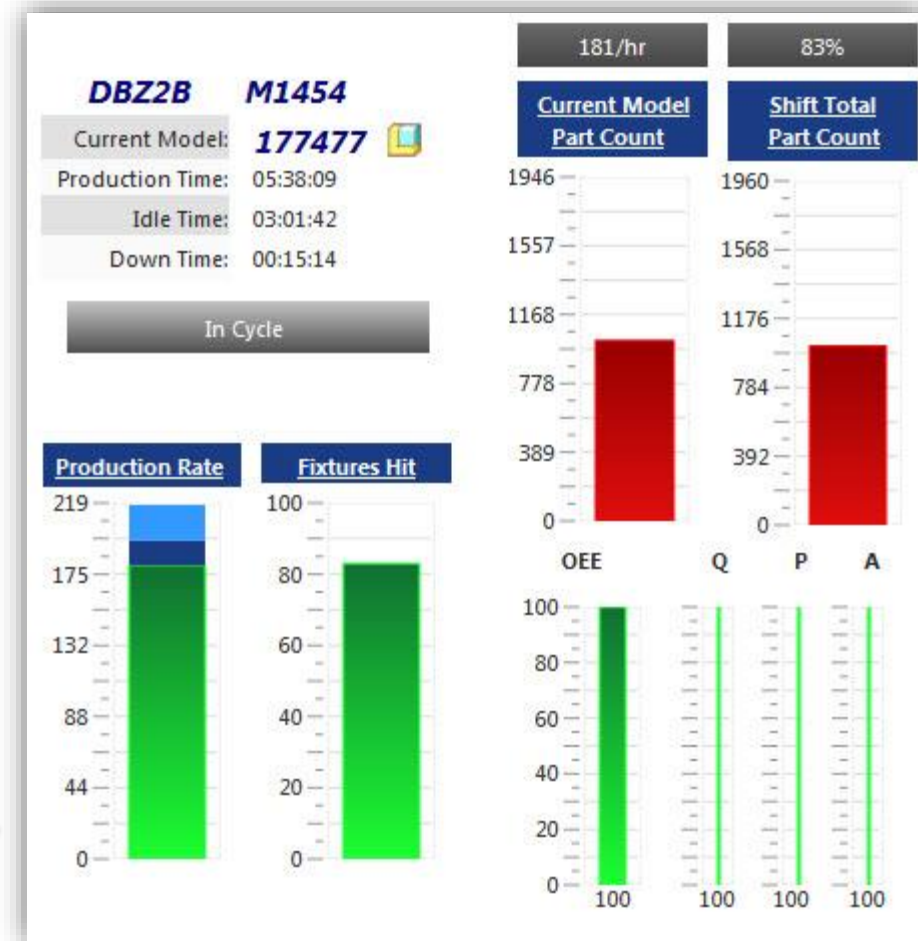 181/hr 83%
DBZ2B M1454
Current Model: 177477
Production Time: 05:38:09
Idle Time: 03:01:42
Down Time: 00:15:14
In Cycle
Current Model
Part Count
1946
1557
1168
778
389
0
Shift Total
Part Count
1960
1568
1176
784
392
0
Production Rate
219
175
132
88
44
0
Fixtures Hit
100
80
60
40
20
0
OEE Q P A
100
80
60
40
20
0
100 100 100 100